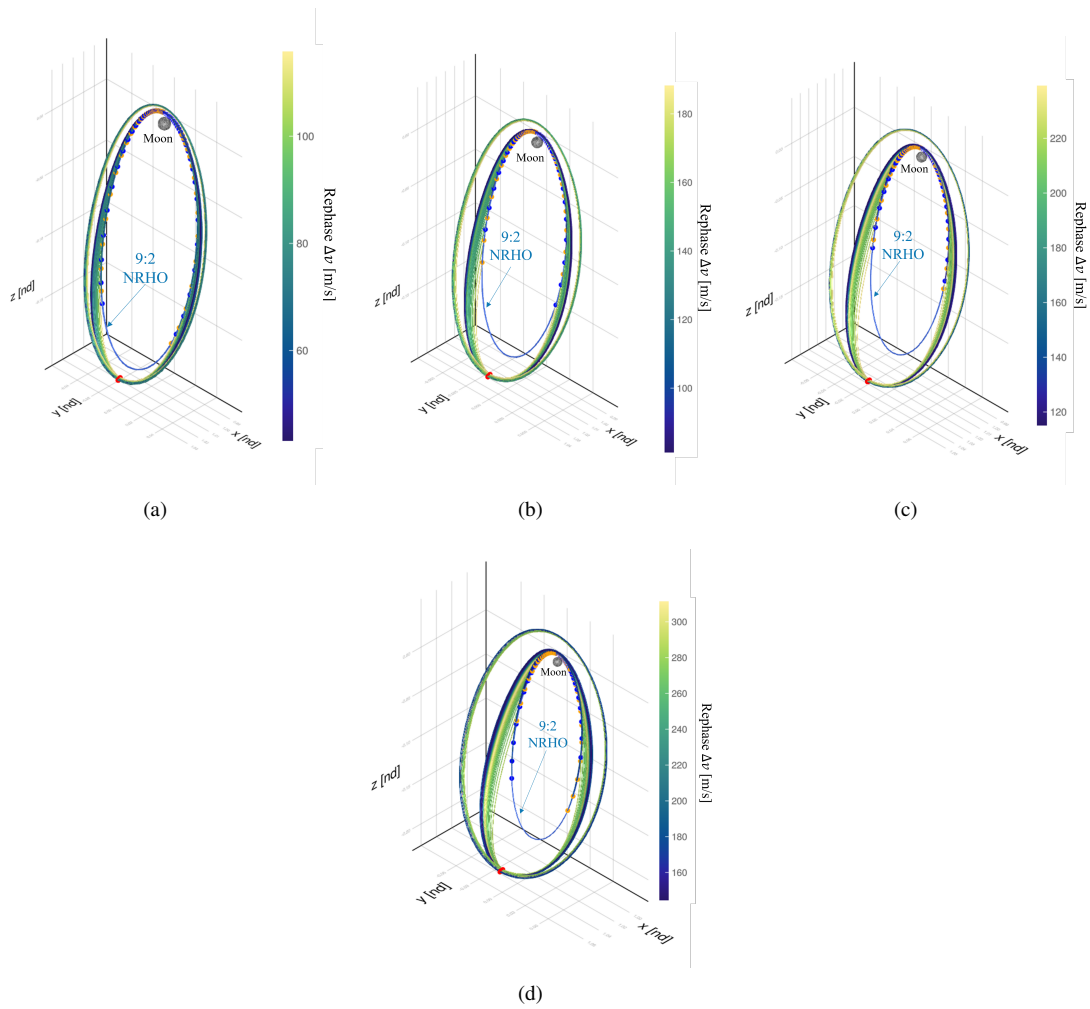 Moon
9:2
NRHO
z [nd]
y [nd]
x [nd]
100
80
60
Rephase Δv [m/s]
(a)
Moon
9:2
NRHO
z [nd]
y [nd]
x [nd]
180
160
140
120
100
Rephase Δv [m/s]
(b)
Moon
9:2
NRHO
z [nd]
y [nd]
x [nd]
220
200
180
160
140
120
Rephase Δv [m/s]
(c)
Moon
9:2
NRHO
z [nd]
y [nd]
x [nd]
300
280
260
240
220
200
180
160
Rephase Δv [m/s]
(d)